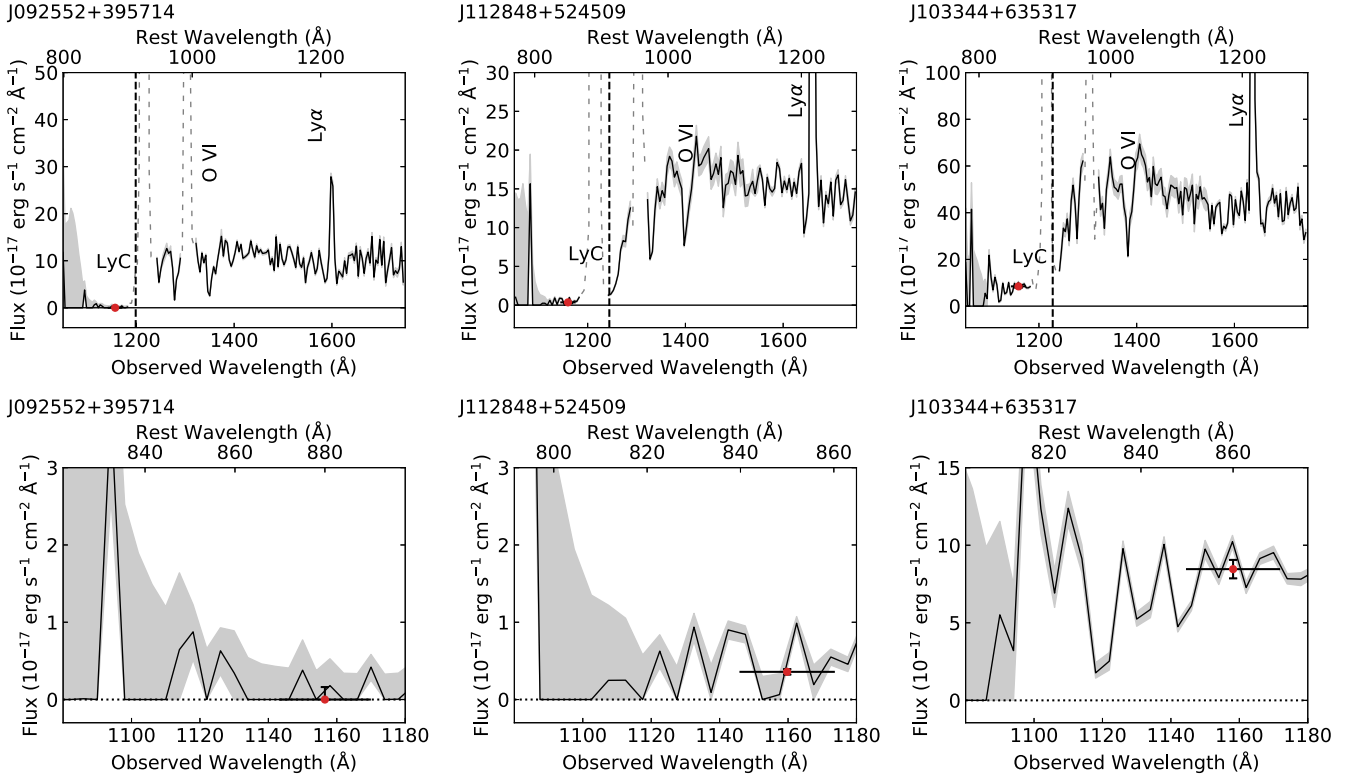 J092552+395714
Rest Wavelength (Å)
800 1000 1200
50
40
30
20
10
0
Flux (10⁻¹⁷ erg s⁻¹ cm⁻² Å⁻¹)
LyC
O VI
Lyα
1200 1400 1600
Observed Wavelength (Å)
J112848+524509
Rest Wavelength (Å)
800 1000 1200
30
25
20
15
10
5
0
Flux (10⁻¹⁷ erg s⁻¹ cm⁻² Å⁻¹)
LyC
O VI
Lyα
1200 1400 1600
Observed Wavelength (Å)
J103344+635317
Rest Wavelength (Å)
800 1000 1200
100
80
60
40
20
0
Flux (10⁻¹⁷ erg s⁻¹ cm⁻² Å⁻¹)
LyC
O VI
Lyα
1200 1400 1600
Observed Wavelength (Å)
J092552+395714
Rest Wavelength (Å)
840 860 880
3
2
1
0
Flux (10⁻¹⁷ erg s⁻¹ cm⁻² Å⁻¹)
1100 1120 1140 1160 1180
Observed Wavelength (Å)
J112848+524509
Rest Wavelength (Å)
800 820 840 860
3
2
1
0
Flux (10⁻¹⁷ erg s⁻¹ cm⁻² Å⁻¹)
1100 1120 1140 1160 1180
Observed Wavelength (Å)
J103344+635317
Rest Wavelength (Å)
820 840 860
15
10
5
0
Flux (10⁻¹⁷ erg s⁻¹ cm⁻² Å⁻¹)
1100 1120 1140 1160 1180
Observed Wavelength (Å)